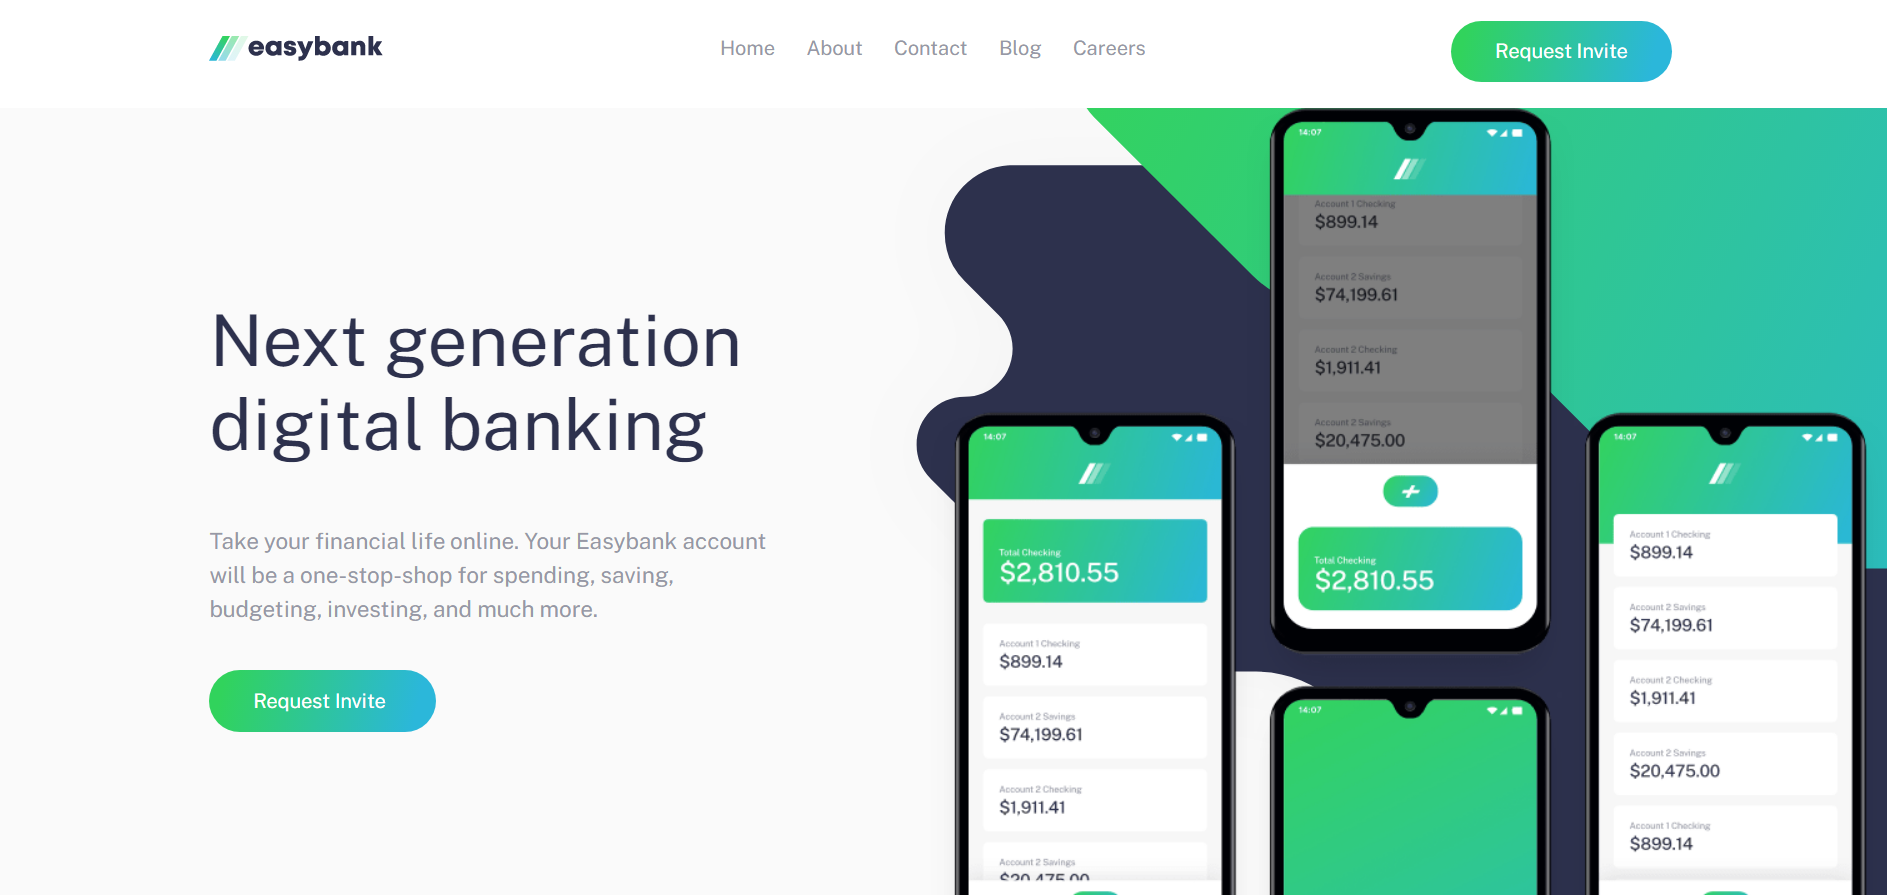 easybank
Home About Contact Blog Careers
Request Invite
Next generation
digital banking
Take your financial life online. Your Easybank account
will be a one-stop-shop for spending, saving,
budgeting, investing, and much more.
Request Invite
14:07
Total Checking
$2,810.55
Account 1 Checking
$899.14
Account 2 Savings
$74,199.61
Account 2 Checking
$1,911.41
Account 2 Savings
$20,475.00
14:07
Account 1 Checking
$899.14
Account 2 Savings
$74,199.61
Account 2 Checking
$1,911.41
Account 2 Savings
$20,475.00
+
Total Checking
$2,810.55
14:07
14:07
Account 1 Checking
$899.14
Account 2 Savings
$74,199.61
Account 2 Checking
$1,911.41
Account 2 Savings
$20,475.00
Account 1 Checking
$899.14